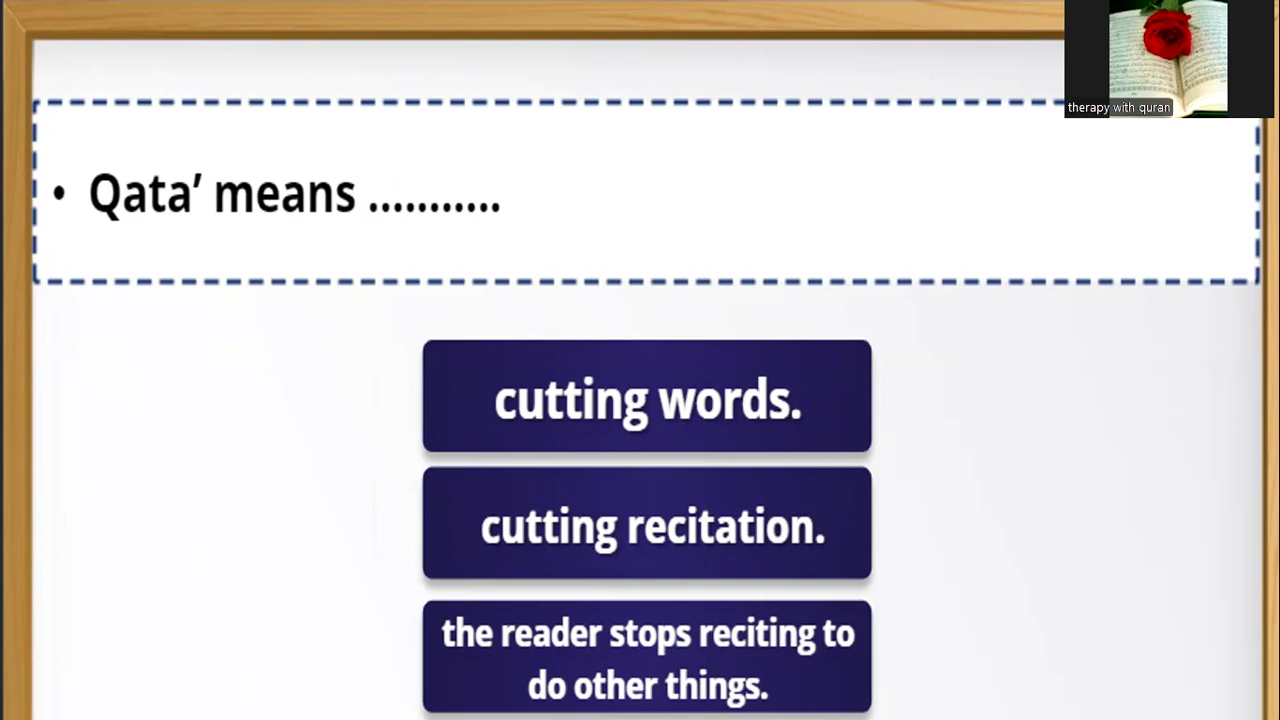 therapy with quran
• Qata’ means ...........
cutting words.
cutting recitation.
the reader stops reciting to
do other things.